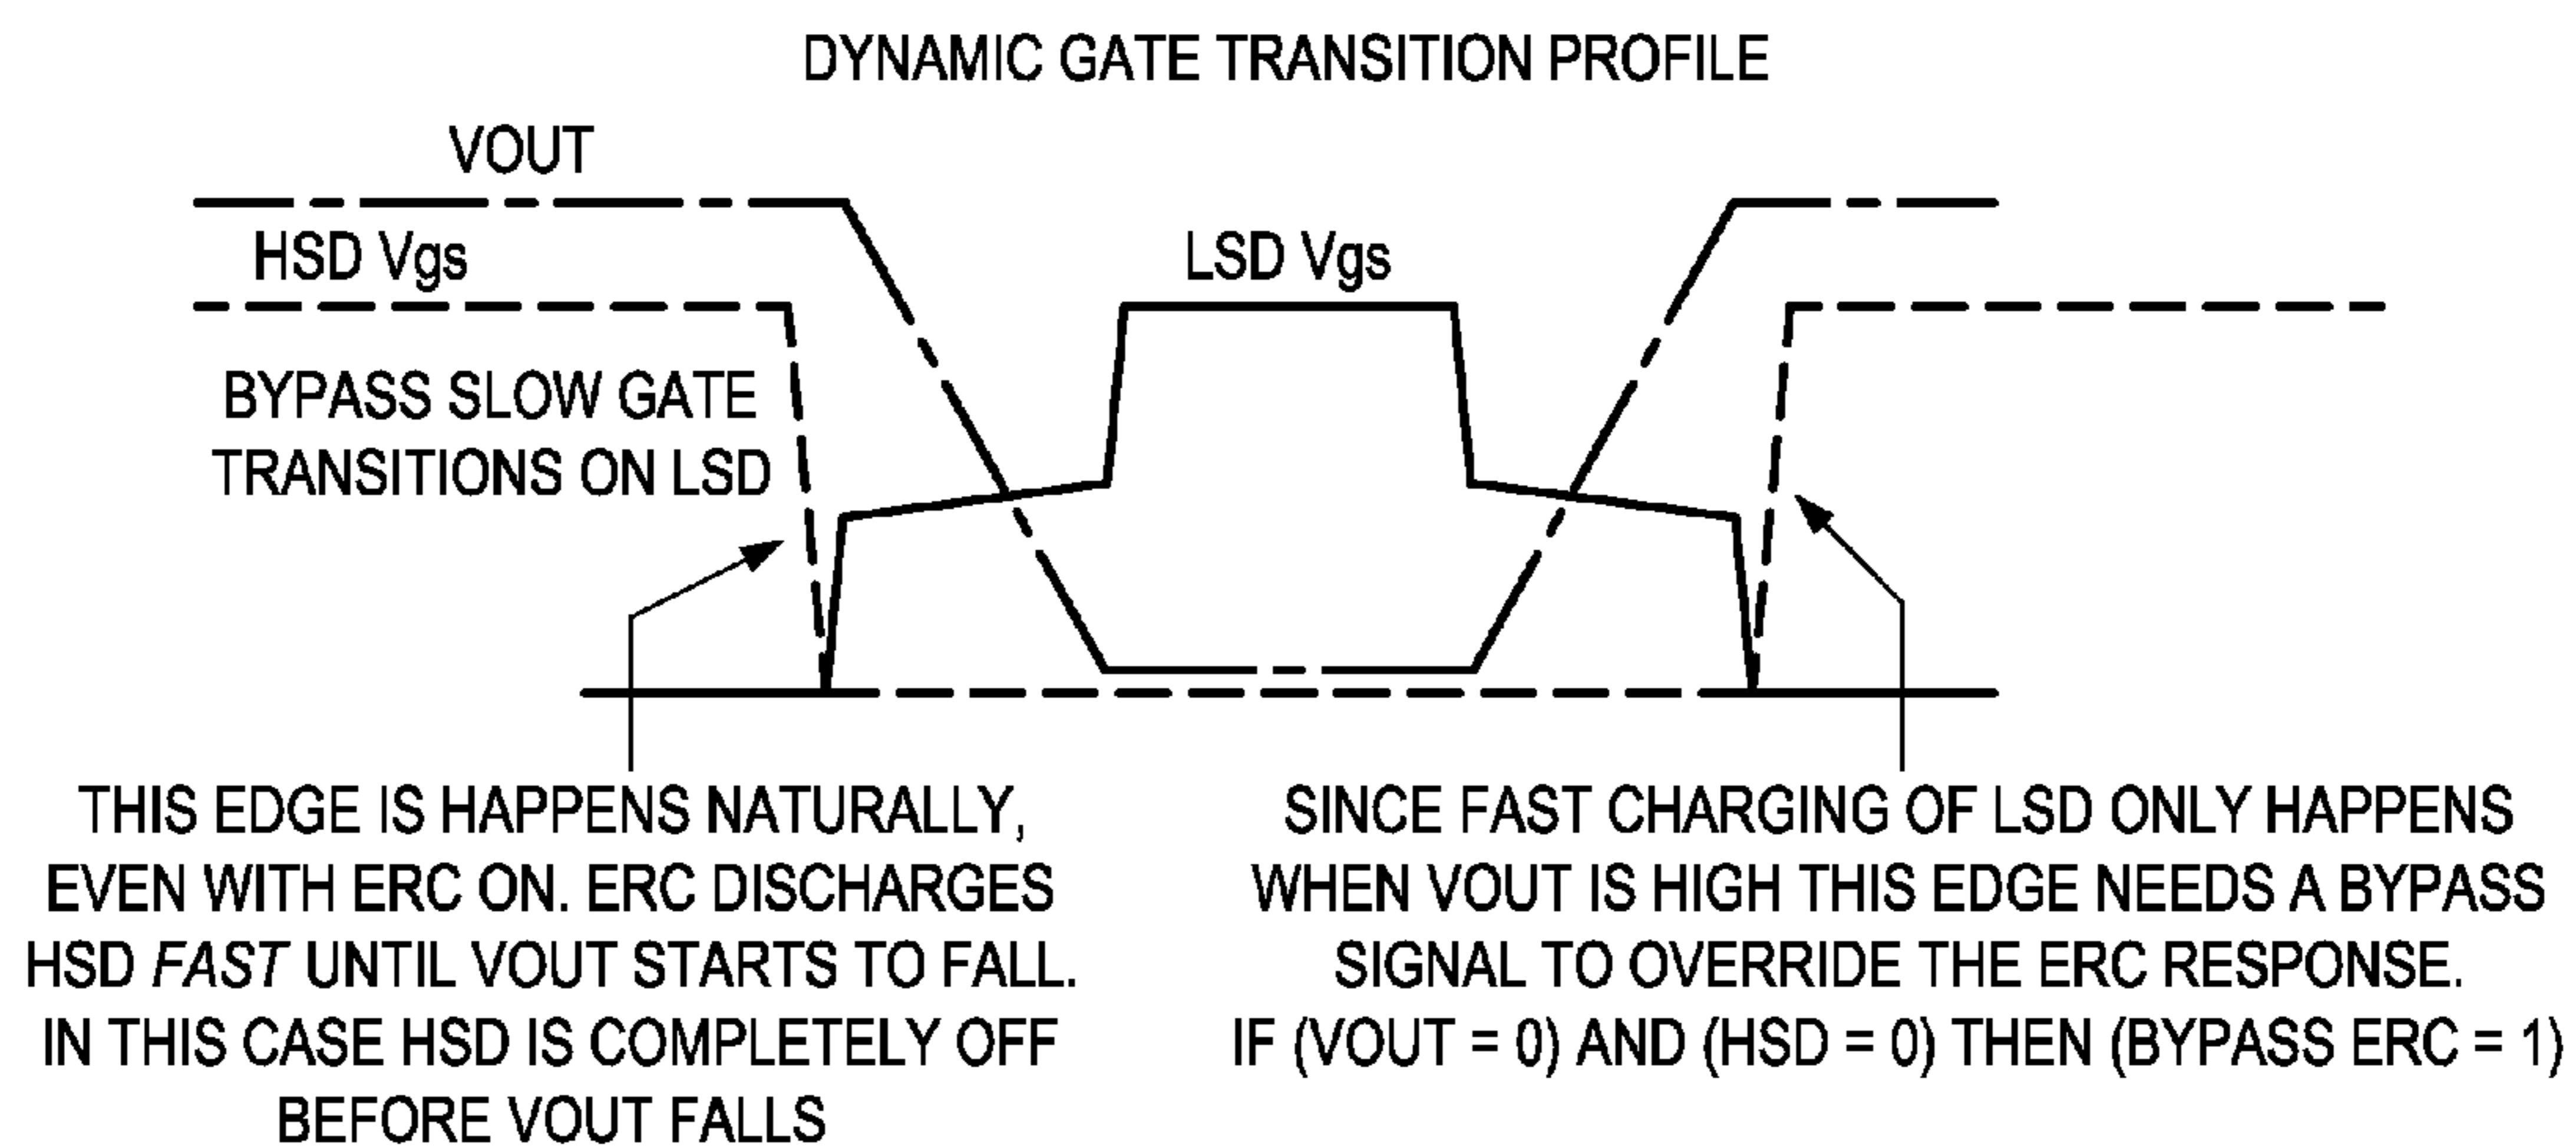 DYNAMIC GATE TRANSITION PROFILE
VOUT
HSD Vgs
LSD Vgs
BYPASS SLOW GATE
TRANSITIONS ON LSD
THIS EDGE IS HAPPENS NATURALLY,
EVEN WITH ERC ON. ERC DISCHARGES
HSD FAST UNTIL VOUT STARTS TO FALL.
IN THIS CASE HSD IS COMPLETELY OFF
BEFORE VOUT FALLS
SINCE FAST CHARGING OF LSD ONLY HAPPENS
WHEN VOUT IS HIGH THIS EDGE NEEDS A BYPASS
SIGNAL TO OVERRIDE THE ERC RESPONSE.
IF (VOUT = 0) AND (HSD = 0) THEN (BYPASS ERC = 1)